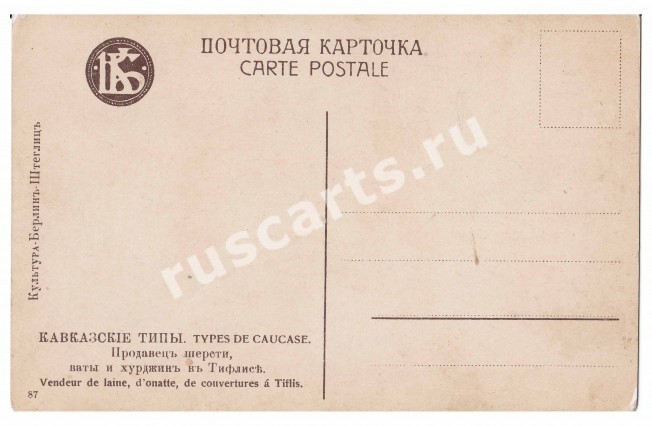 ПОЧТОВАЯ КАРТОЧКА.
CARTE POSTALE
Культура-Берлинъ-Штеглицъ
КАВКАЗСКІЕ ТИПЫ. TYPES DE CAUCASE.
Продавецъ шерсти,
ваты и хурджинъ въ Тифлисѣ.
Vendeur de laine, d'onatte, de couvertures á Tiflis.
87
ruscarts.ru